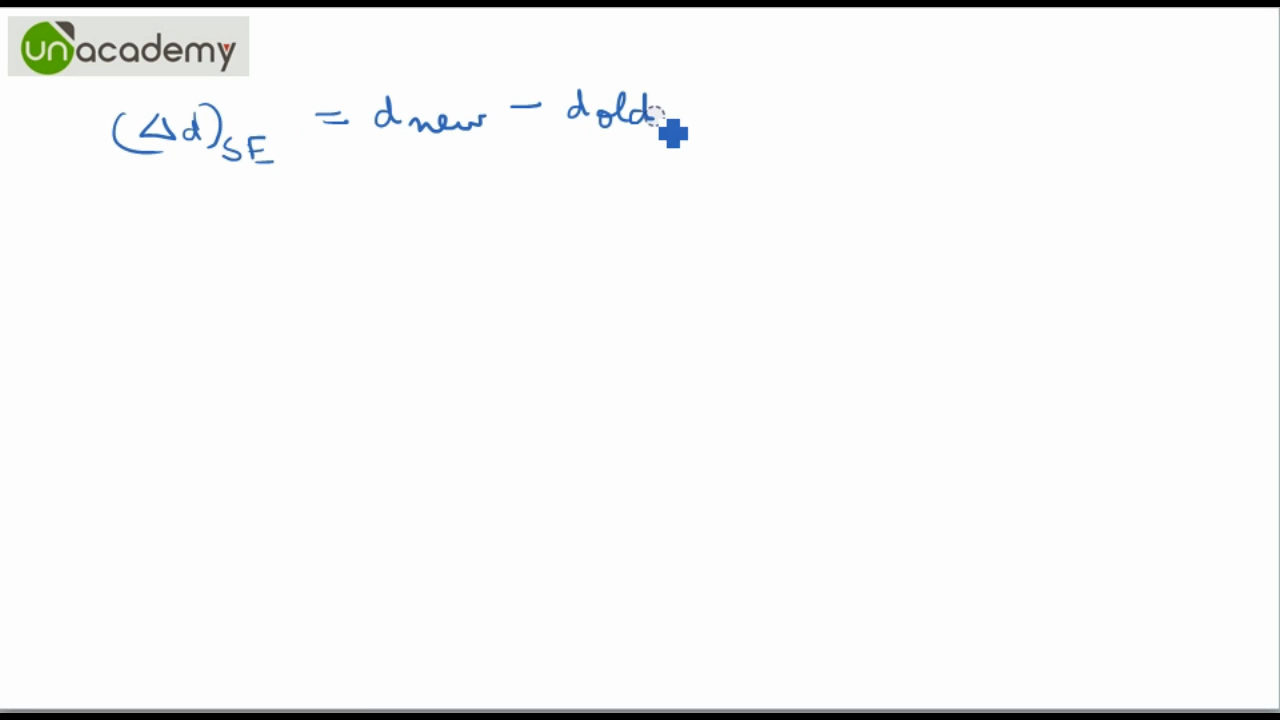 unacademy
(Δd)SE = dnew - dold